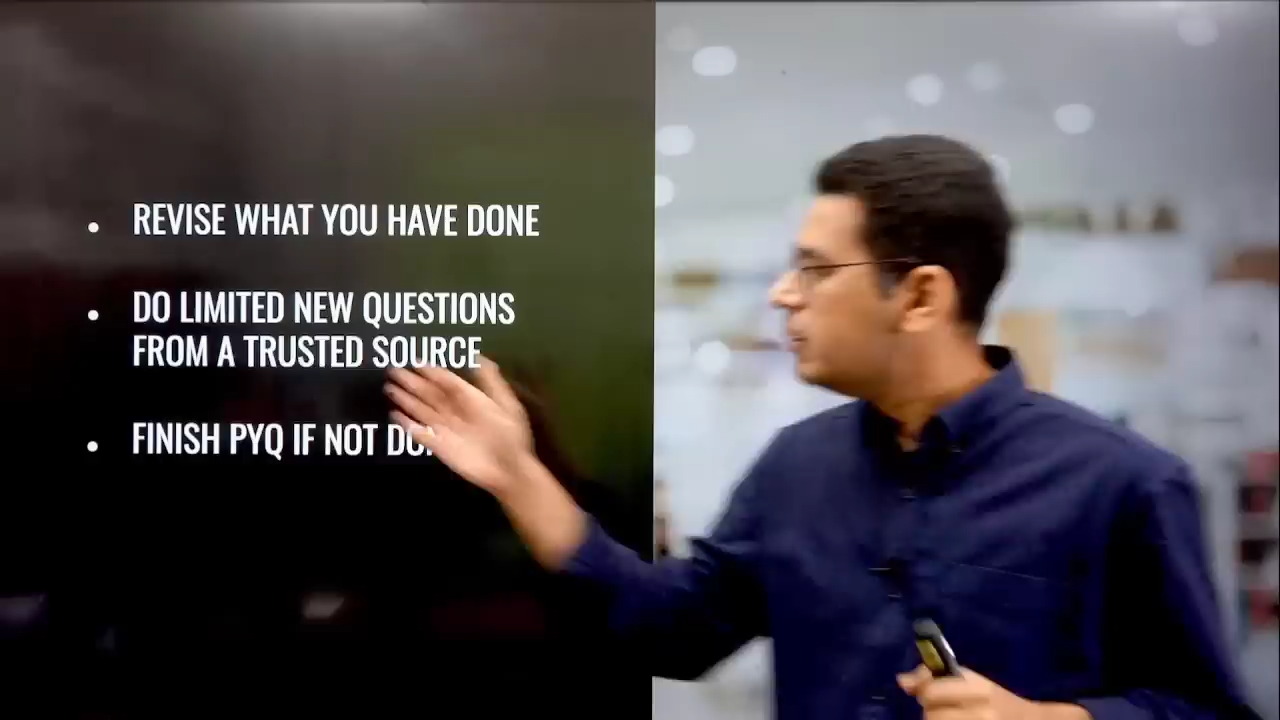 REVISE WHAT YOU HAVE DONE
DO LIMITED NEW QUESTIONS
FROM A TRUSTED SOURCE
FINISH PYQ IF NOT